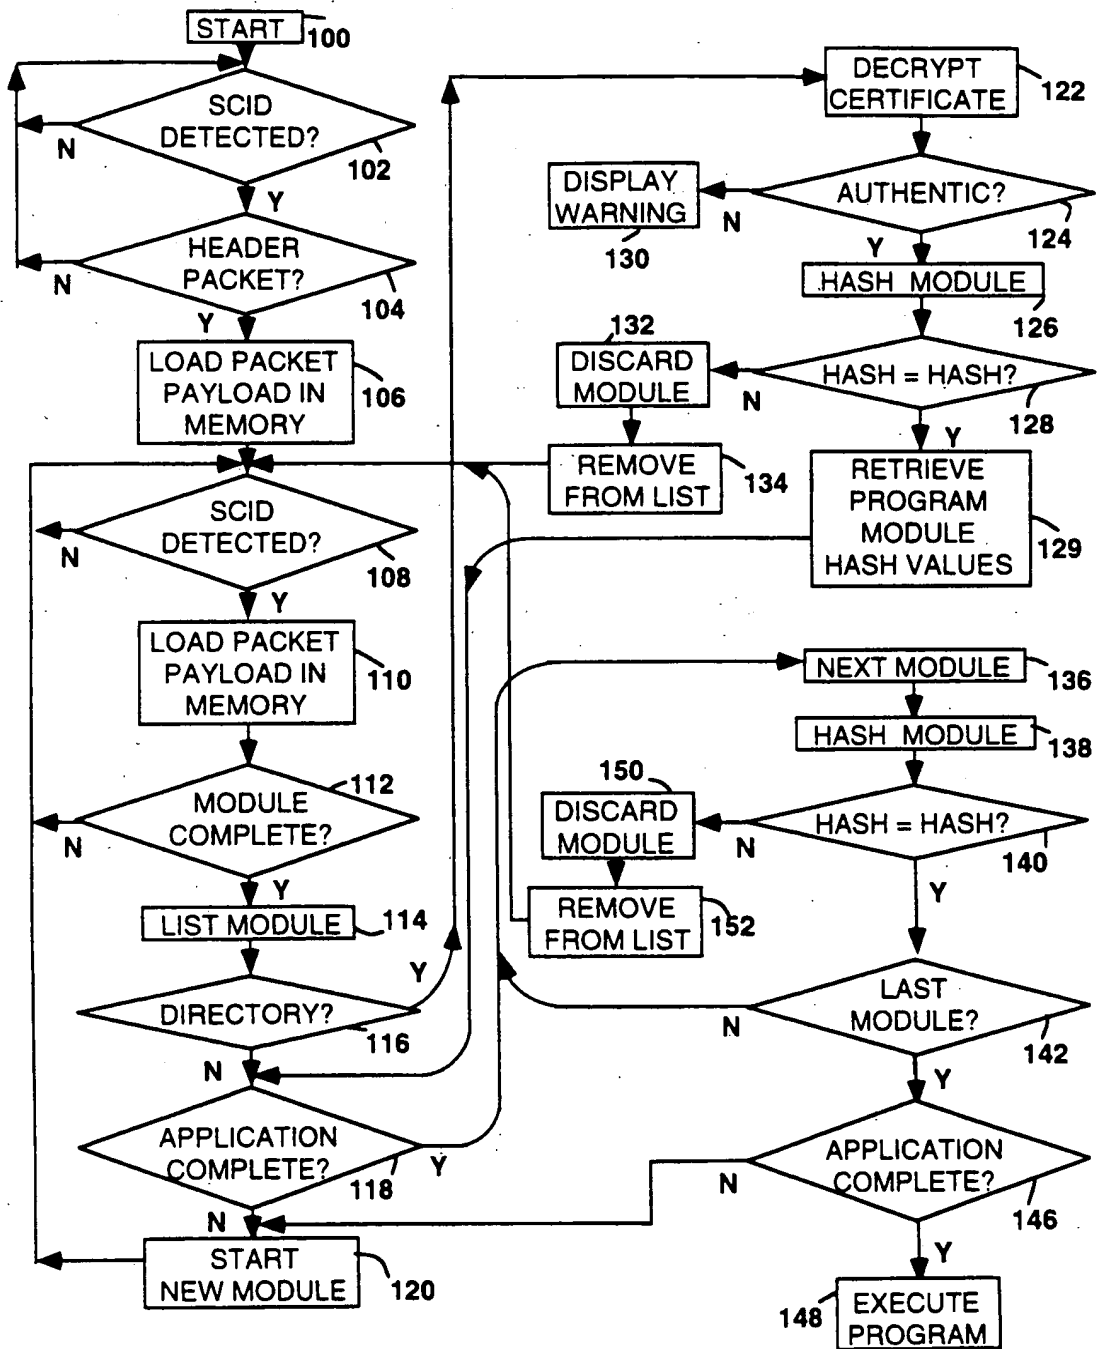 START
100
SCID
DETECTED?
102
N
Y
HEADER
PACKET?
104
N
Y
LOAD PACKET
PAYLOAD IN
MEMORY
106
SCID
DETECTED?
108
N
Y
LOAD PACKET
PAYLOAD IN
MEMORY
110
MODULE
COMPLETE?
112
N
Y
LIST MODULE
114
DIRECTORY?
116
Y
N
APPLICATION
COMPLETE?
118
Y
N
START
NEW MODULE
120
DECRYPT
CERTIFICATE
122
AUTHENTIC?
124
N
Y
DISPLAY
WARNING
130
HASH MODULE
126
HASH = HASH?
128
N
Y
132
DISCARD
MODULE
REMOVE
FROM LIST
134
RETRIEVE
PROGRAM
MODULE
HASH VALUES
129
NEXT MODULE
136
HASH MODULE
138
HASH = HASH?
140
N
Y
150
DISCARD
MODULE
REMOVE
FROM LIST
152
LAST
MODULE?
142
N
Y
APPLICATION
COMPLETE?
146
N
Y
EXECUTE
PROGRAM
148